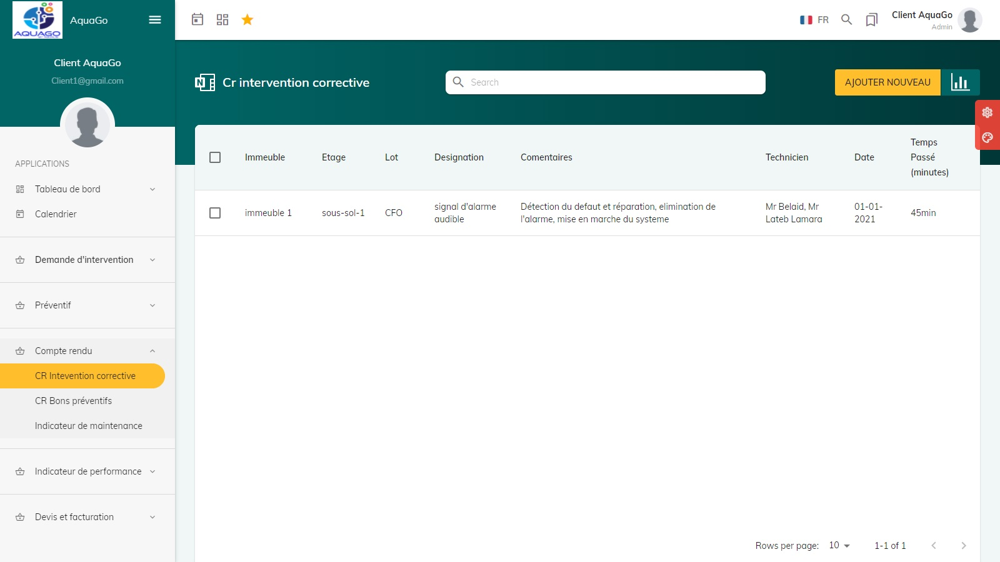 AQUAGO
AquaGo
FR
Client AquaGo
Admin
Client AquaGo
Client1@gmail.com
Cr intervention corrective
Search
AJOUTER NOUVEAU
APPLICATIONS
Tableau de bord
Calendrier
Demande d'intervention
Préventif
Compte rendu
CR Intevention corrective
CR Bons préventifs
Indicateur de maintenance
Indicateur de performance
Devis et facturation
Immeuble
Etage
Lot
Designation
Comentaires
Technicien
Date
Temps
Passé
(minutes)
immeuble 1
sous-sol-1
CFO
signal d'alarme
audible
Détection du defaut et réparation, elimination de
l'alarme, mise en marche du systeme
Mr Belaid, Mr
Lateb Lamara
01-01-
2021
45min
Rows per page:
10
1-1 of 1